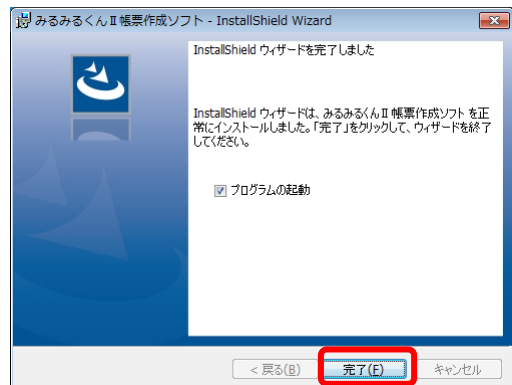 みるみるくんⅡ帳票作成ソフト - InstallShield Wizard
InstallShield ウィザードを完了しました
InstallShield ウィザードは、みるみるくんⅡ 帳票作成ソフト を正
常にインストールしました。「完了」をクリックして、ウィザードを終了
してください。
プログラムの起動
< 戻る(B)
完了(F)
キャンセル